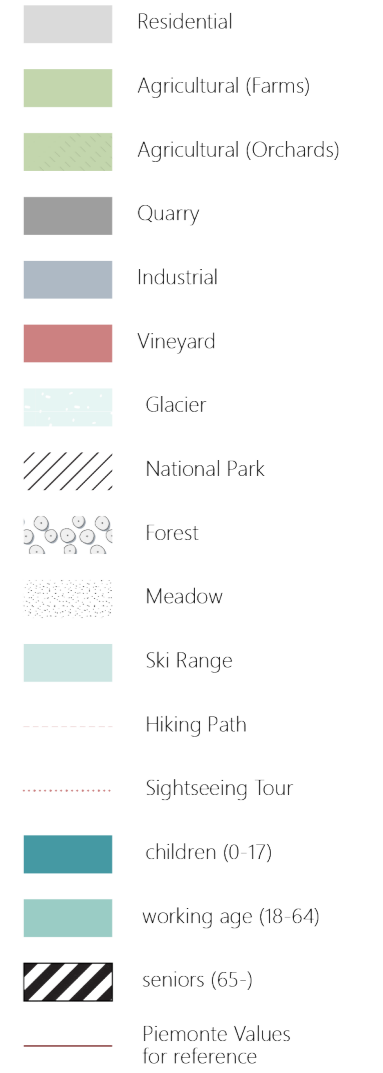 Residential
Agricultural (Farms)
Agricultural (Orchards)
Quarry
Industrial
Vineyard
Glacier
National Park
Forest
Meadow
Ski Range
Hiking Path
Sightseeing Tour
children (0-17)
working age (18-64)
seniors (65-)
Piemonte Values
for reference